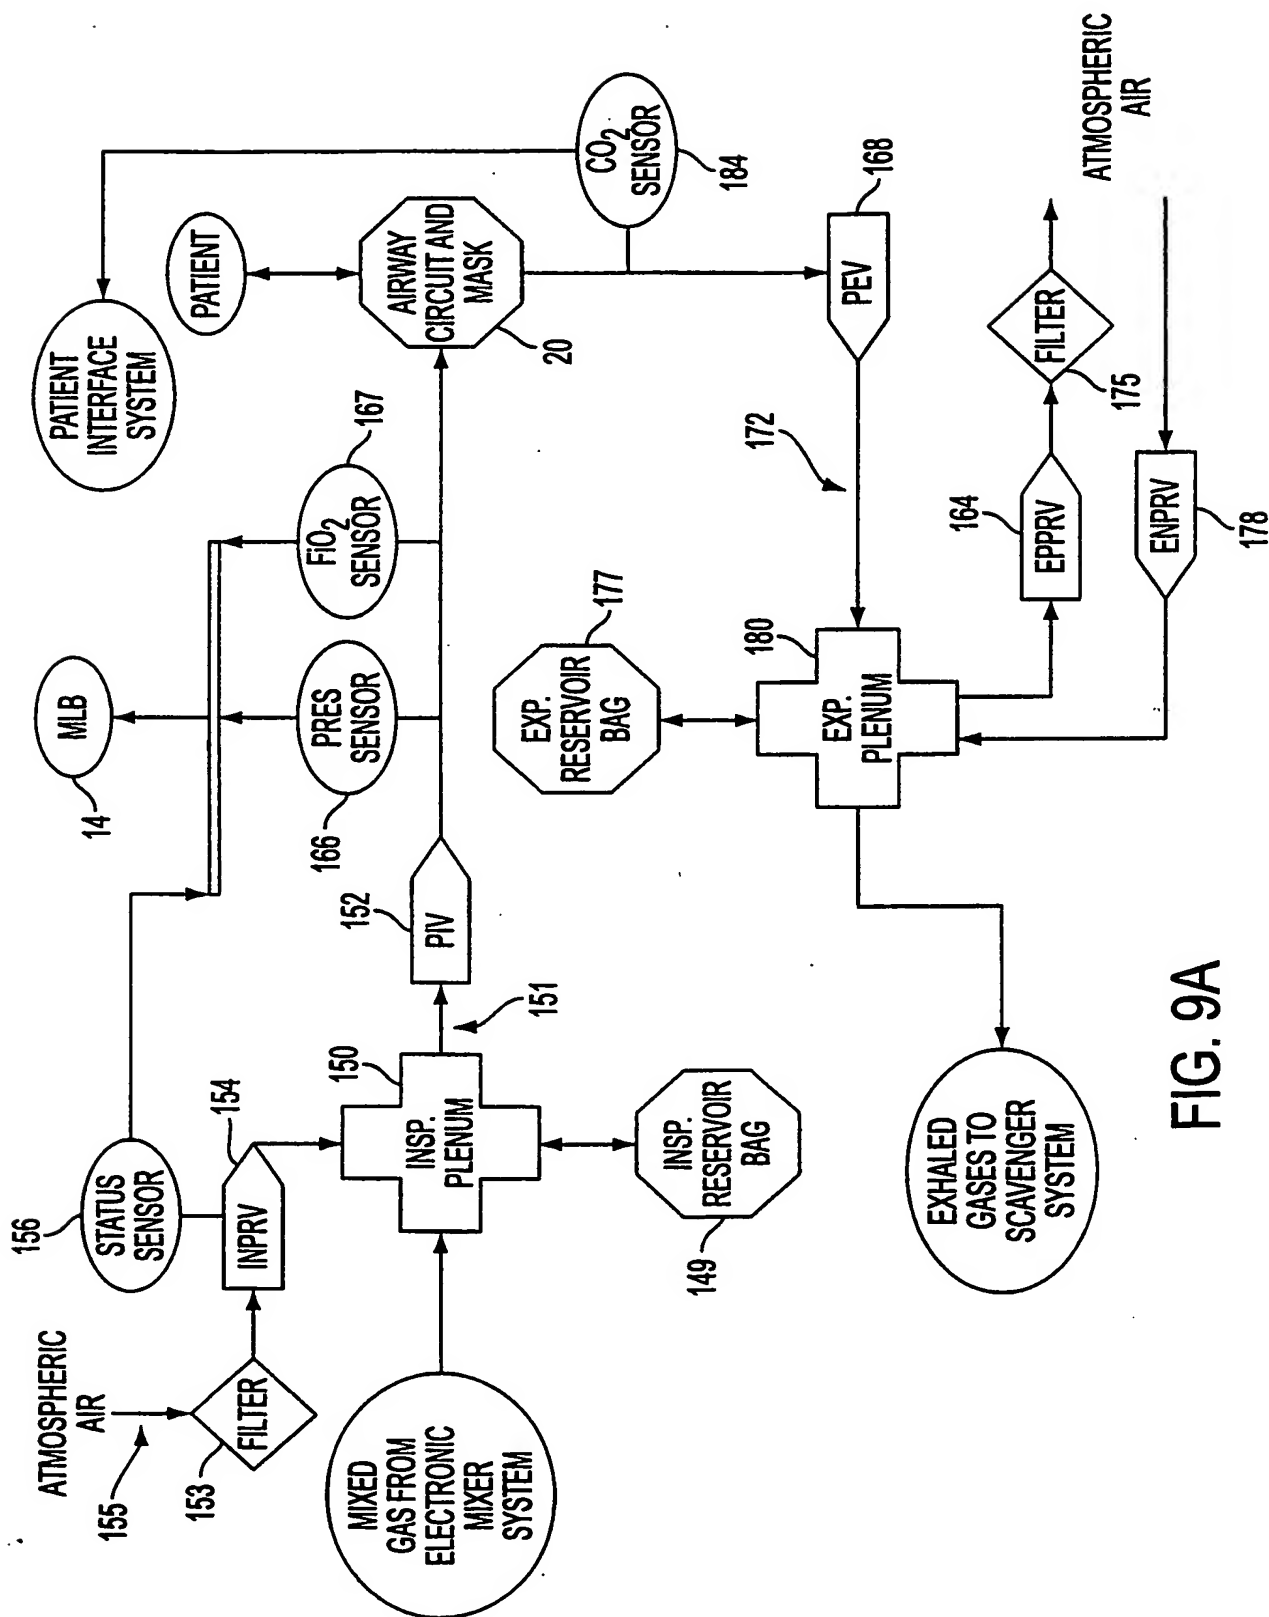 ATMOSPHERIC
AIR
155
153
FILTER
156
STATUS
SENSOR
INPRV
154
MLB
14
PATIENT
INTERFACE
SYSTEM
PATIENT
PRES
SENSOR
166
FiO2
SENSOR
167
AIRWAY
CIRCUIT AND
MASK
20
CO2
SENSOR
184
MIXED
GAS FROM
ELECTRONIC
MIXER
SYSTEM
INSP.
PLENUM
150
151
PIV
152
INSP.
RESERVOIR
BAG
149
EXP.
RESERVOIR
BAG
177
PEV
168
172
EXP.
PLENUM
180
EXHALED
GASES TO
SCAVENGER
SYSTEM
EPPRV
164
FILTER
175
ENPRV
178
ATMOSPHERIC
AIR
FIG. 9A